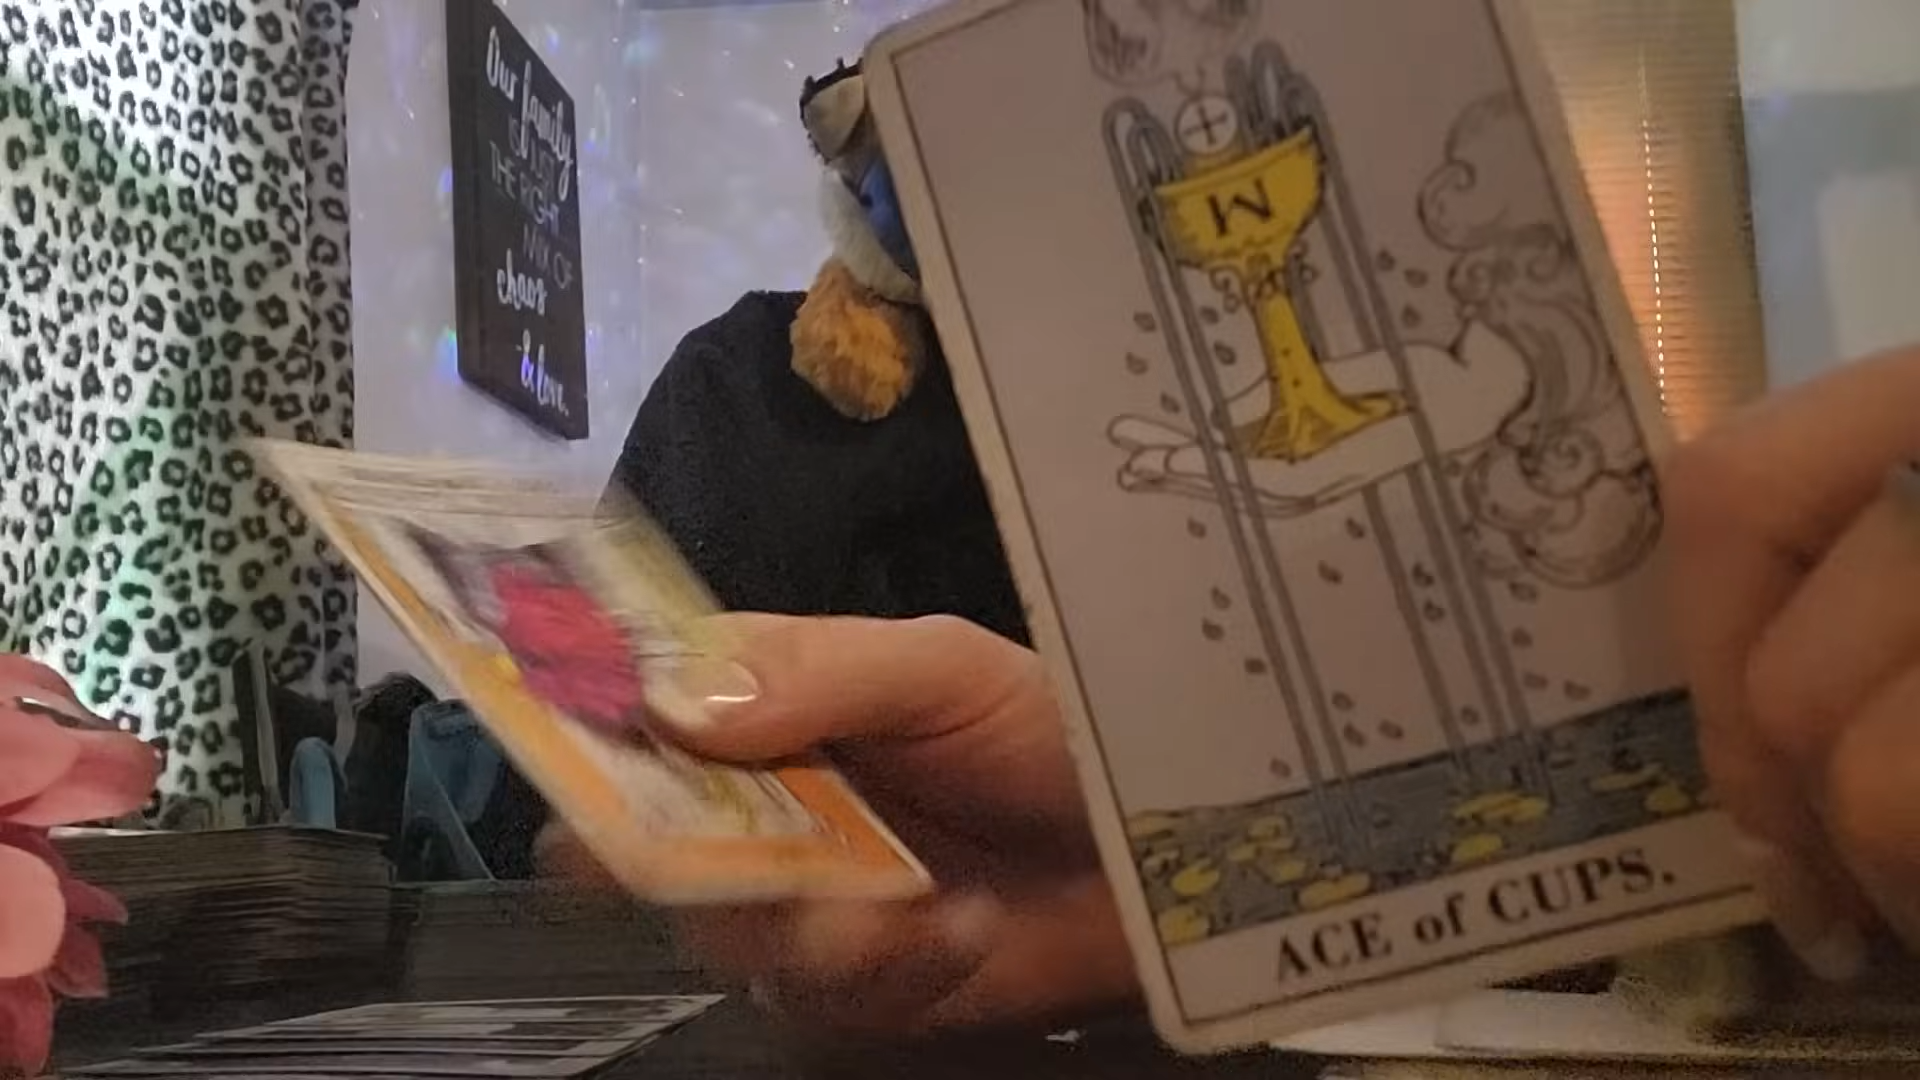 Our family
IS JUST
THE RIGHT
MIX OF
chaos
& love.
M
ACE of CUPS.